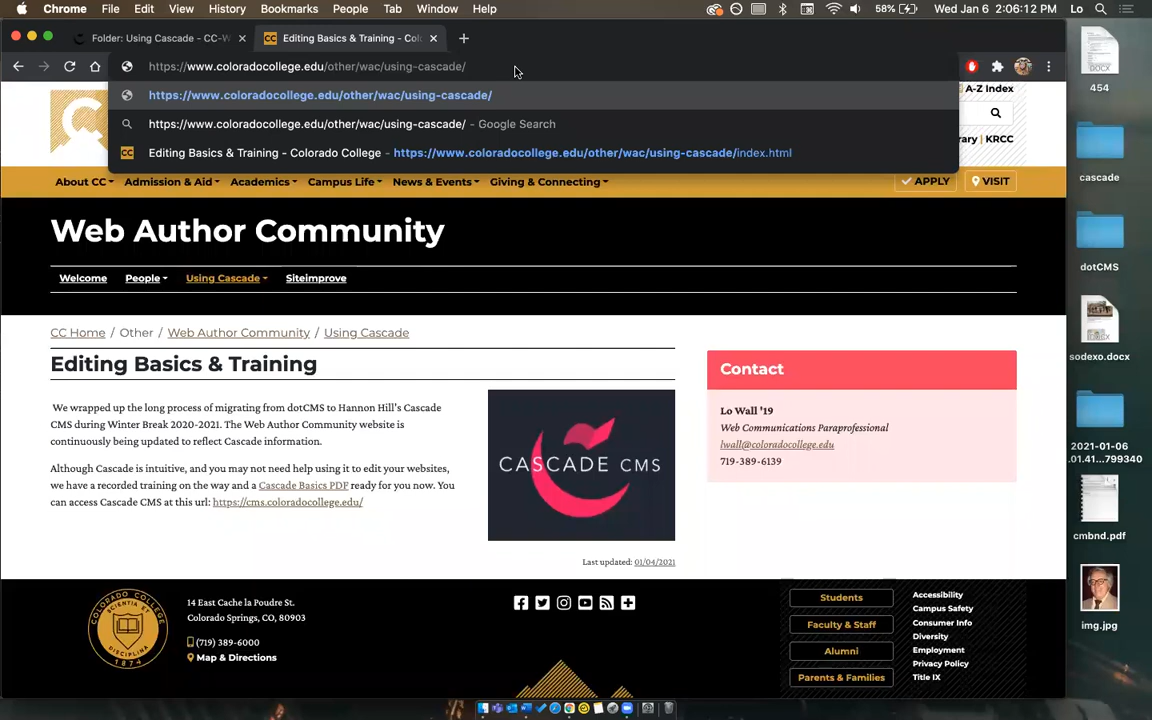 Chrome File Edit View History Bookmarks People Tab Window Help 58% Wed Jan 6 2:06:12 PM Lo
Folder: Using Cascade - CC-W Editing Basics & Training - Col
https://www.coloradocollege.edu/other/wac/using-cascade/
https://www.coloradocollege.edu/other/wac/using-cascade/
https://www.coloradocollege.edu/other/wac/using-cascade/ - Google Search
Editing Basics & Training - Colorado College - https://www.coloradocollege.edu/other/wac/using-cascade/index.html
A-Z Index
rary | KRCC
About CC Admission & Aid Academics Campus Life News & Events Giving & Connecting APPLY VISIT
Web Author Community
Welcome People Using Cascade Siteimprove
CC Home / Other / Web Author Community / Using Cascade
Editing Basics & Training
We wrapped up the long process of migrating from dotCMS to Hannon Hill's Cascade
CMS during Winter Break 2020-2021. The Web Author Community website is
continuously being updated to reflect Cascade information.
Although Cascade is intuitive, and you may not need help using it to edit your websites,
we have a recorded training on the way and a Cascade Basics PDF ready for you now. You
can access Cascade CMS at this url: https://cms.coloradocollege.edu/
CASCADE CMS
Last updated: 01/04/2021
Contact
Lo Wall '19
Web Communications Paraprofessional
lwall@coloradocollege.edu
719-389-6139
14 East Cache la Poudre St.
Colorado Springs, CO, 80903
(719) 389-6000
Map & Directions
Students
Faculty & Staff
Alumni
Parents & Families
Accessibility
Campus Safety
Consumer Info
Diversity
Employment
Privacy Policy
Title IX
COLORADO COLLEGE
1874
454
cascade
dotCMS
sodexo.docx
2021-01-06
.01.41...799340
cmbnd.pdf
img.jpg